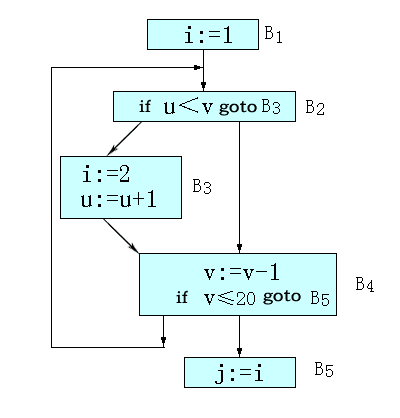 i:=1 B1
if u<v goto B3 B2
i:=2
u:=u+1 B3
v:=v-1
if v≤20 goto B5 B4
j:=i B5